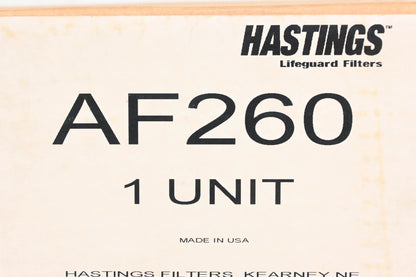 HASTINGS™
Lifeguard Filters
AF260
1 UNIT
MADE IN USA
HASTINGS FILTERS, KEARNEY NE